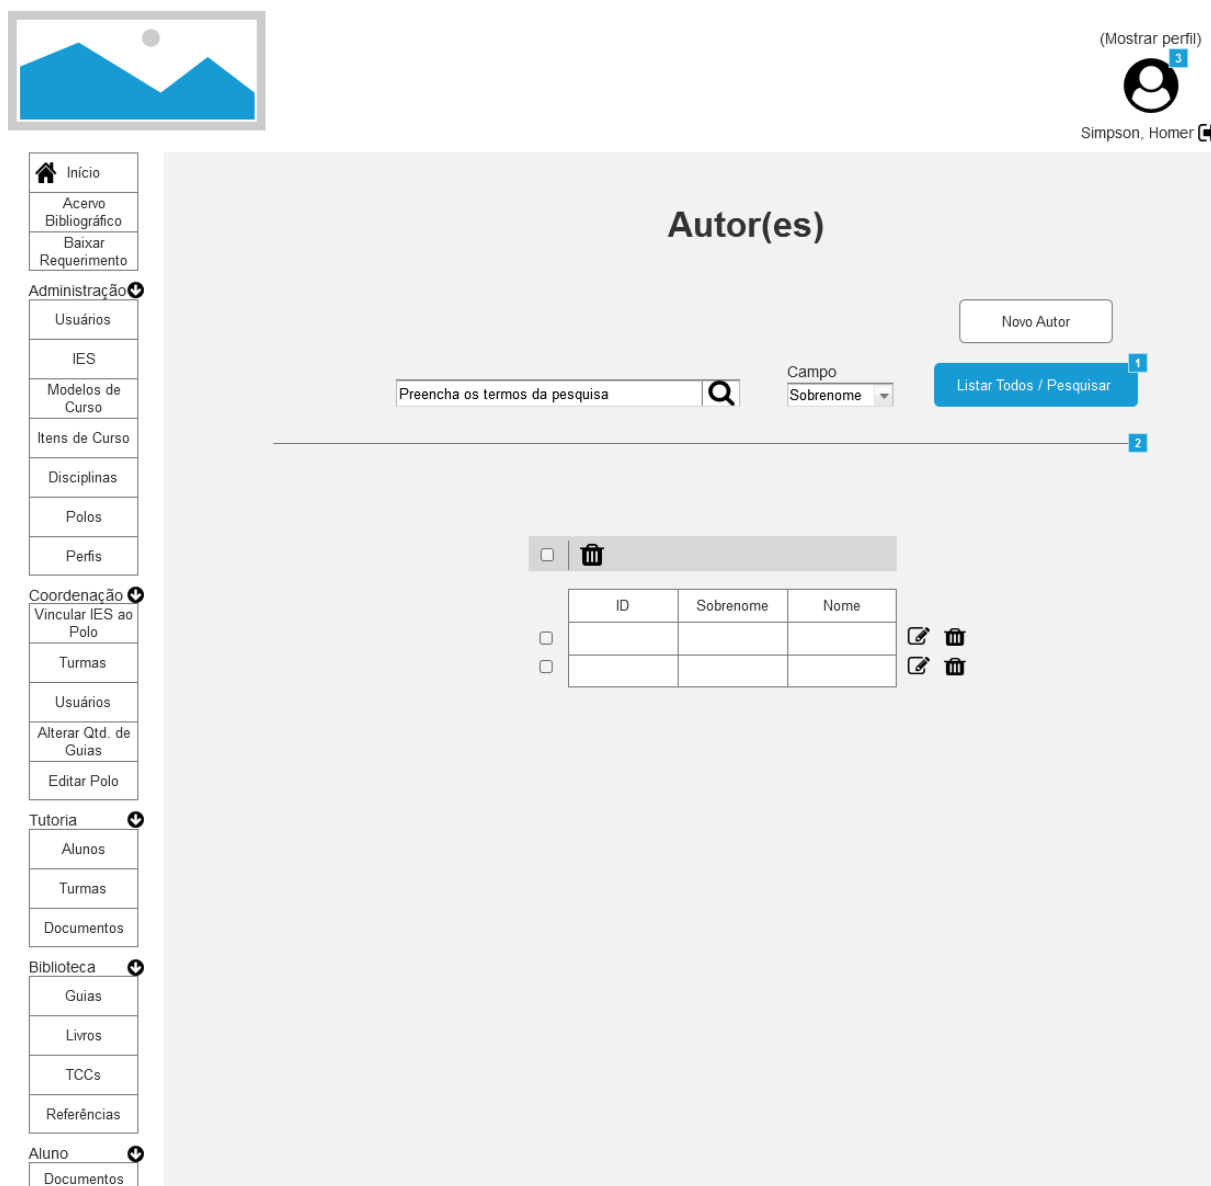 (Mostrar perfil)
3
Simpson, Homer
Início
Acervo
Bibliográfico
Baixar
Requerimento
Administração
Usuários
IES
Modelos de
Curso
Itens de Curso
Disciplinas
Polos
Perfis
Coordenação
Vincular IES ao
Polo
Turmas
Usuários
Alterar Qtd. de
Guias
Editar Polo
Tutoria
Alunos
Turmas
Documentos
Biblioteca
Guias
Livros
TCCs
Referências
Aluno
Documentos
Autor(es)
Novo Autor
1
Preencha os termos da pesquisa
Campo
Sobrenome
Listar Todos / Pesquisar
2
ID Sobrenome Nome